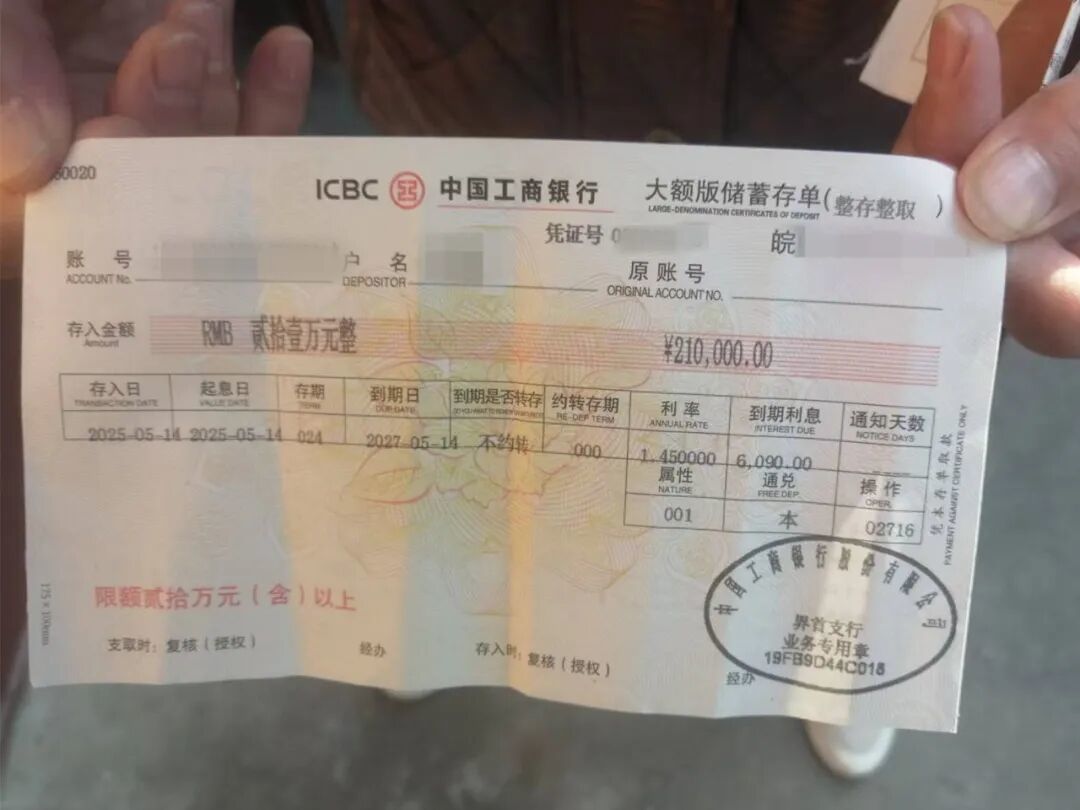 50020
ICBC 中国工商银行 大额版储蓄存单(整存整取)
LARGE-DENOMINATION CERTIFICATES OF DEPOSIT
凭证号 0 皖
账号 户名 原账号
ACCOUNT No. DEPOSITOR ORIGINAL ACCOUNT NO.
存入金额 RMB 贰拾壹万元整 ¥210,000.00
Amount
存入日 起息日 存期 到期日 到期是否转存 约转存期 利率 到期利息 通知天数
TRANSACTION DATE VALUE DATE TERM DUE DATE RE-DEP TERM ANNUAL RATE INTEREST DUE NOTICE DAYS
2025-05-14 2025-05-14 024 2027-05-14 不约转 000 1.450000 6,090.00
属性 通兑 操作
NATURE FREE DEP. OPER.
001 本 02716
凭本存单取款
PAYMENT AGAINST CERTIFICATE ONLY
175×100mm
限额贰拾万元(含)以上
支取时: 复核(授权) 经办 存入时: 复核(授权) 经办
中国工商银行股份有限公司
界首支行
业务专用章
19FB9D44C018